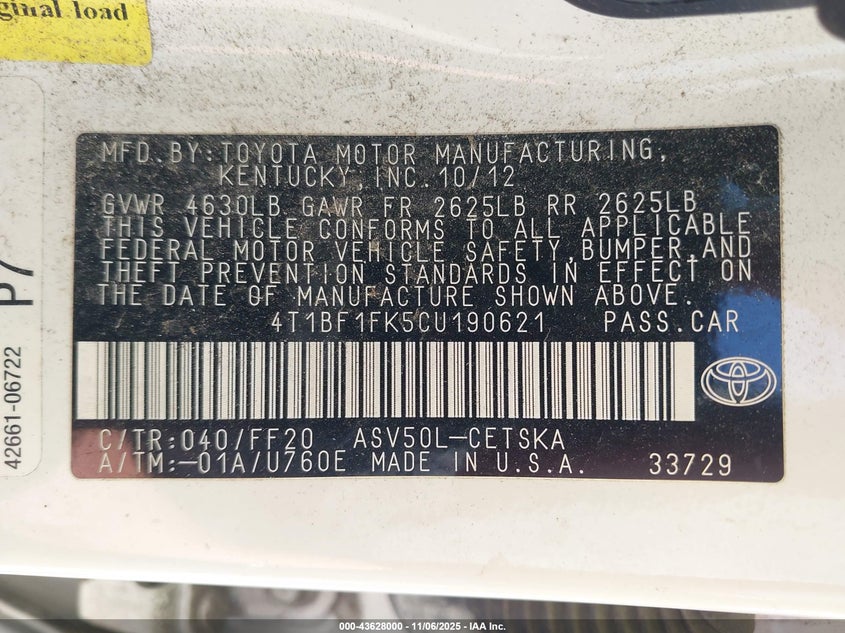 ginal load
P7
42661-06722
MFD.BY:TOYOTA MOTOR MANUFACTURING,
KENTUCKY,INC.10/12
GVWR 4630LB GAWR FR 2625LB RR 2625LB
THIS VEHICLE CONFORMS TO ALL APPLICABLE
FEDERAL MOTOR VEHICLE SAFETY,BUMPER,AND
THEFT PREVENTION STANDARDS IN EFFECT ON
THE DATE OF MANUFACTURE SHOWN ABOVE.
4T1BF1FK5CU190621 PASS.CAR
C/TR:040/FF20 ASV50L-CETSKA
A/TM:-01A/U760E MADE IN U.S.A. 33729
000-43628000 - 11/06/2025 - IAA Inc.